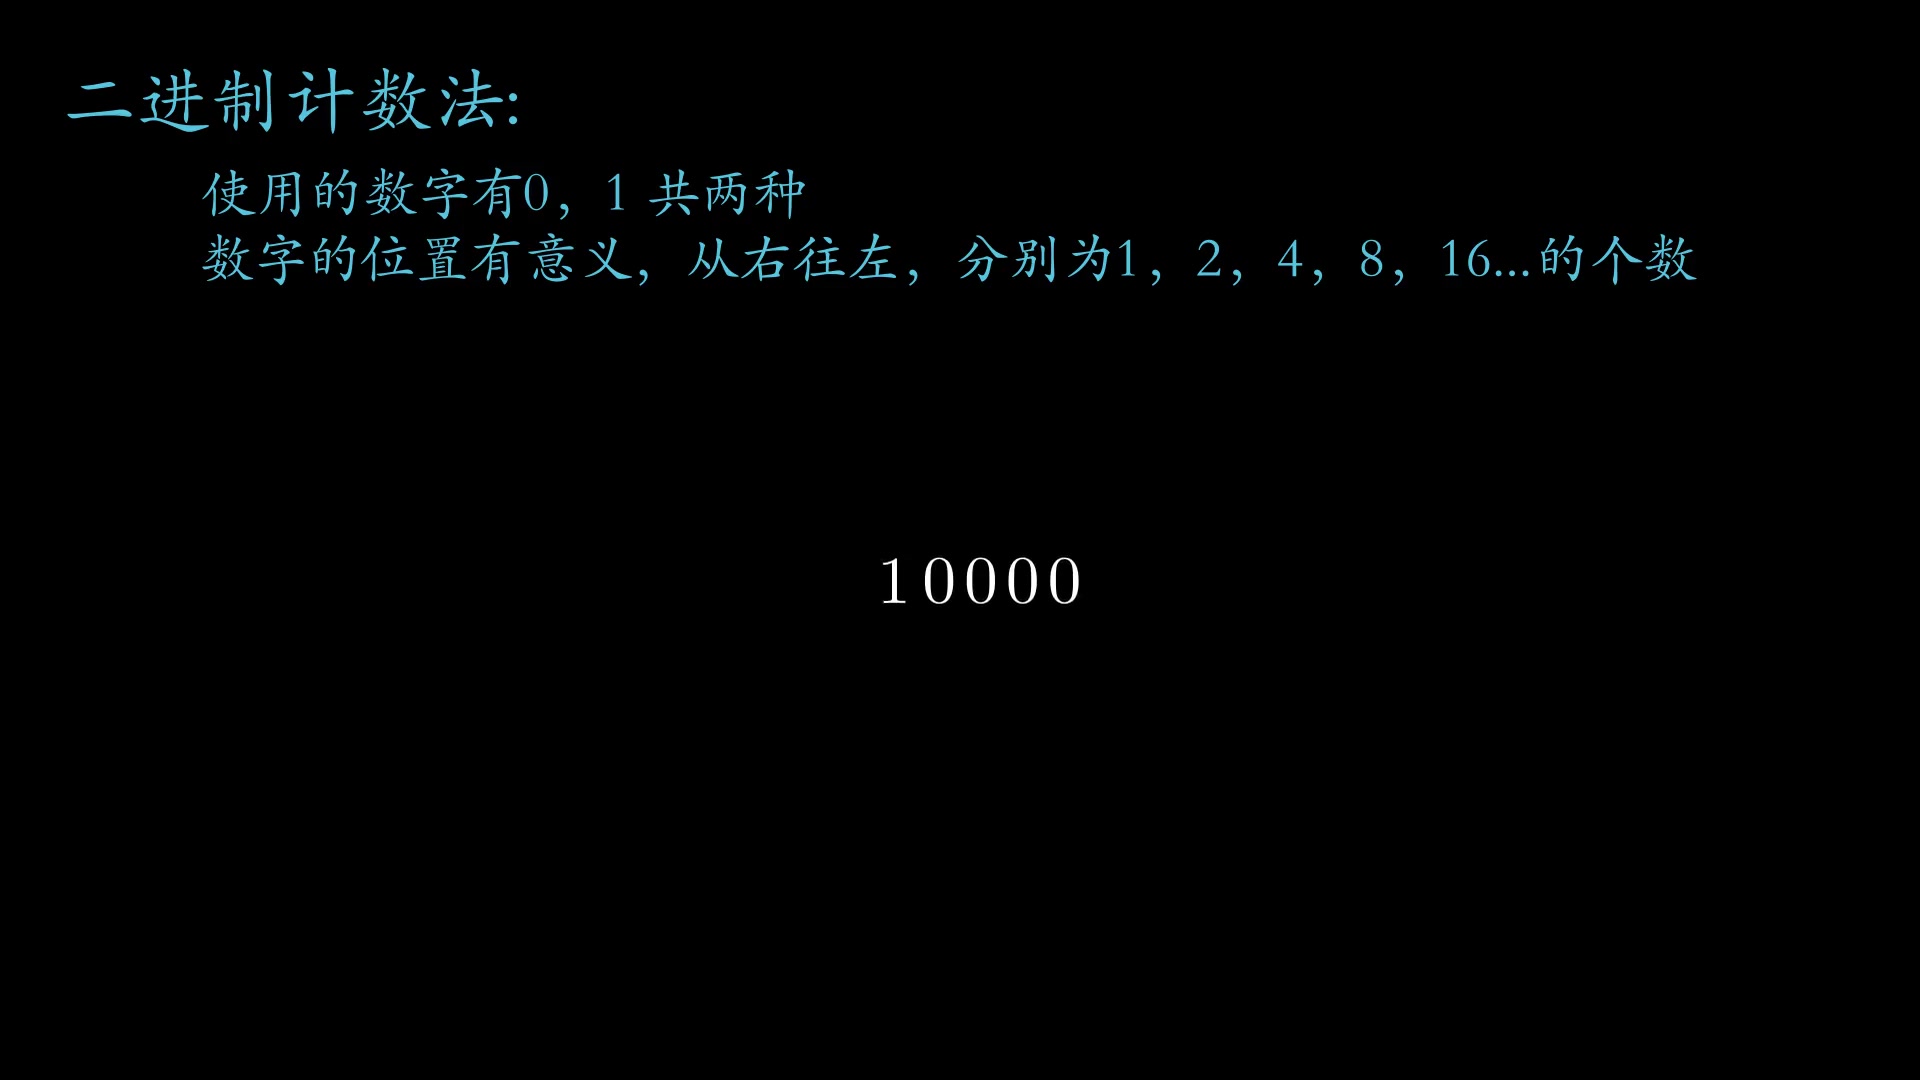 二进制计数法:
使用的数字有0，1 共两种
数字的位置有意义，从右往左，分别为1，2，4，8，16...的个数
10000